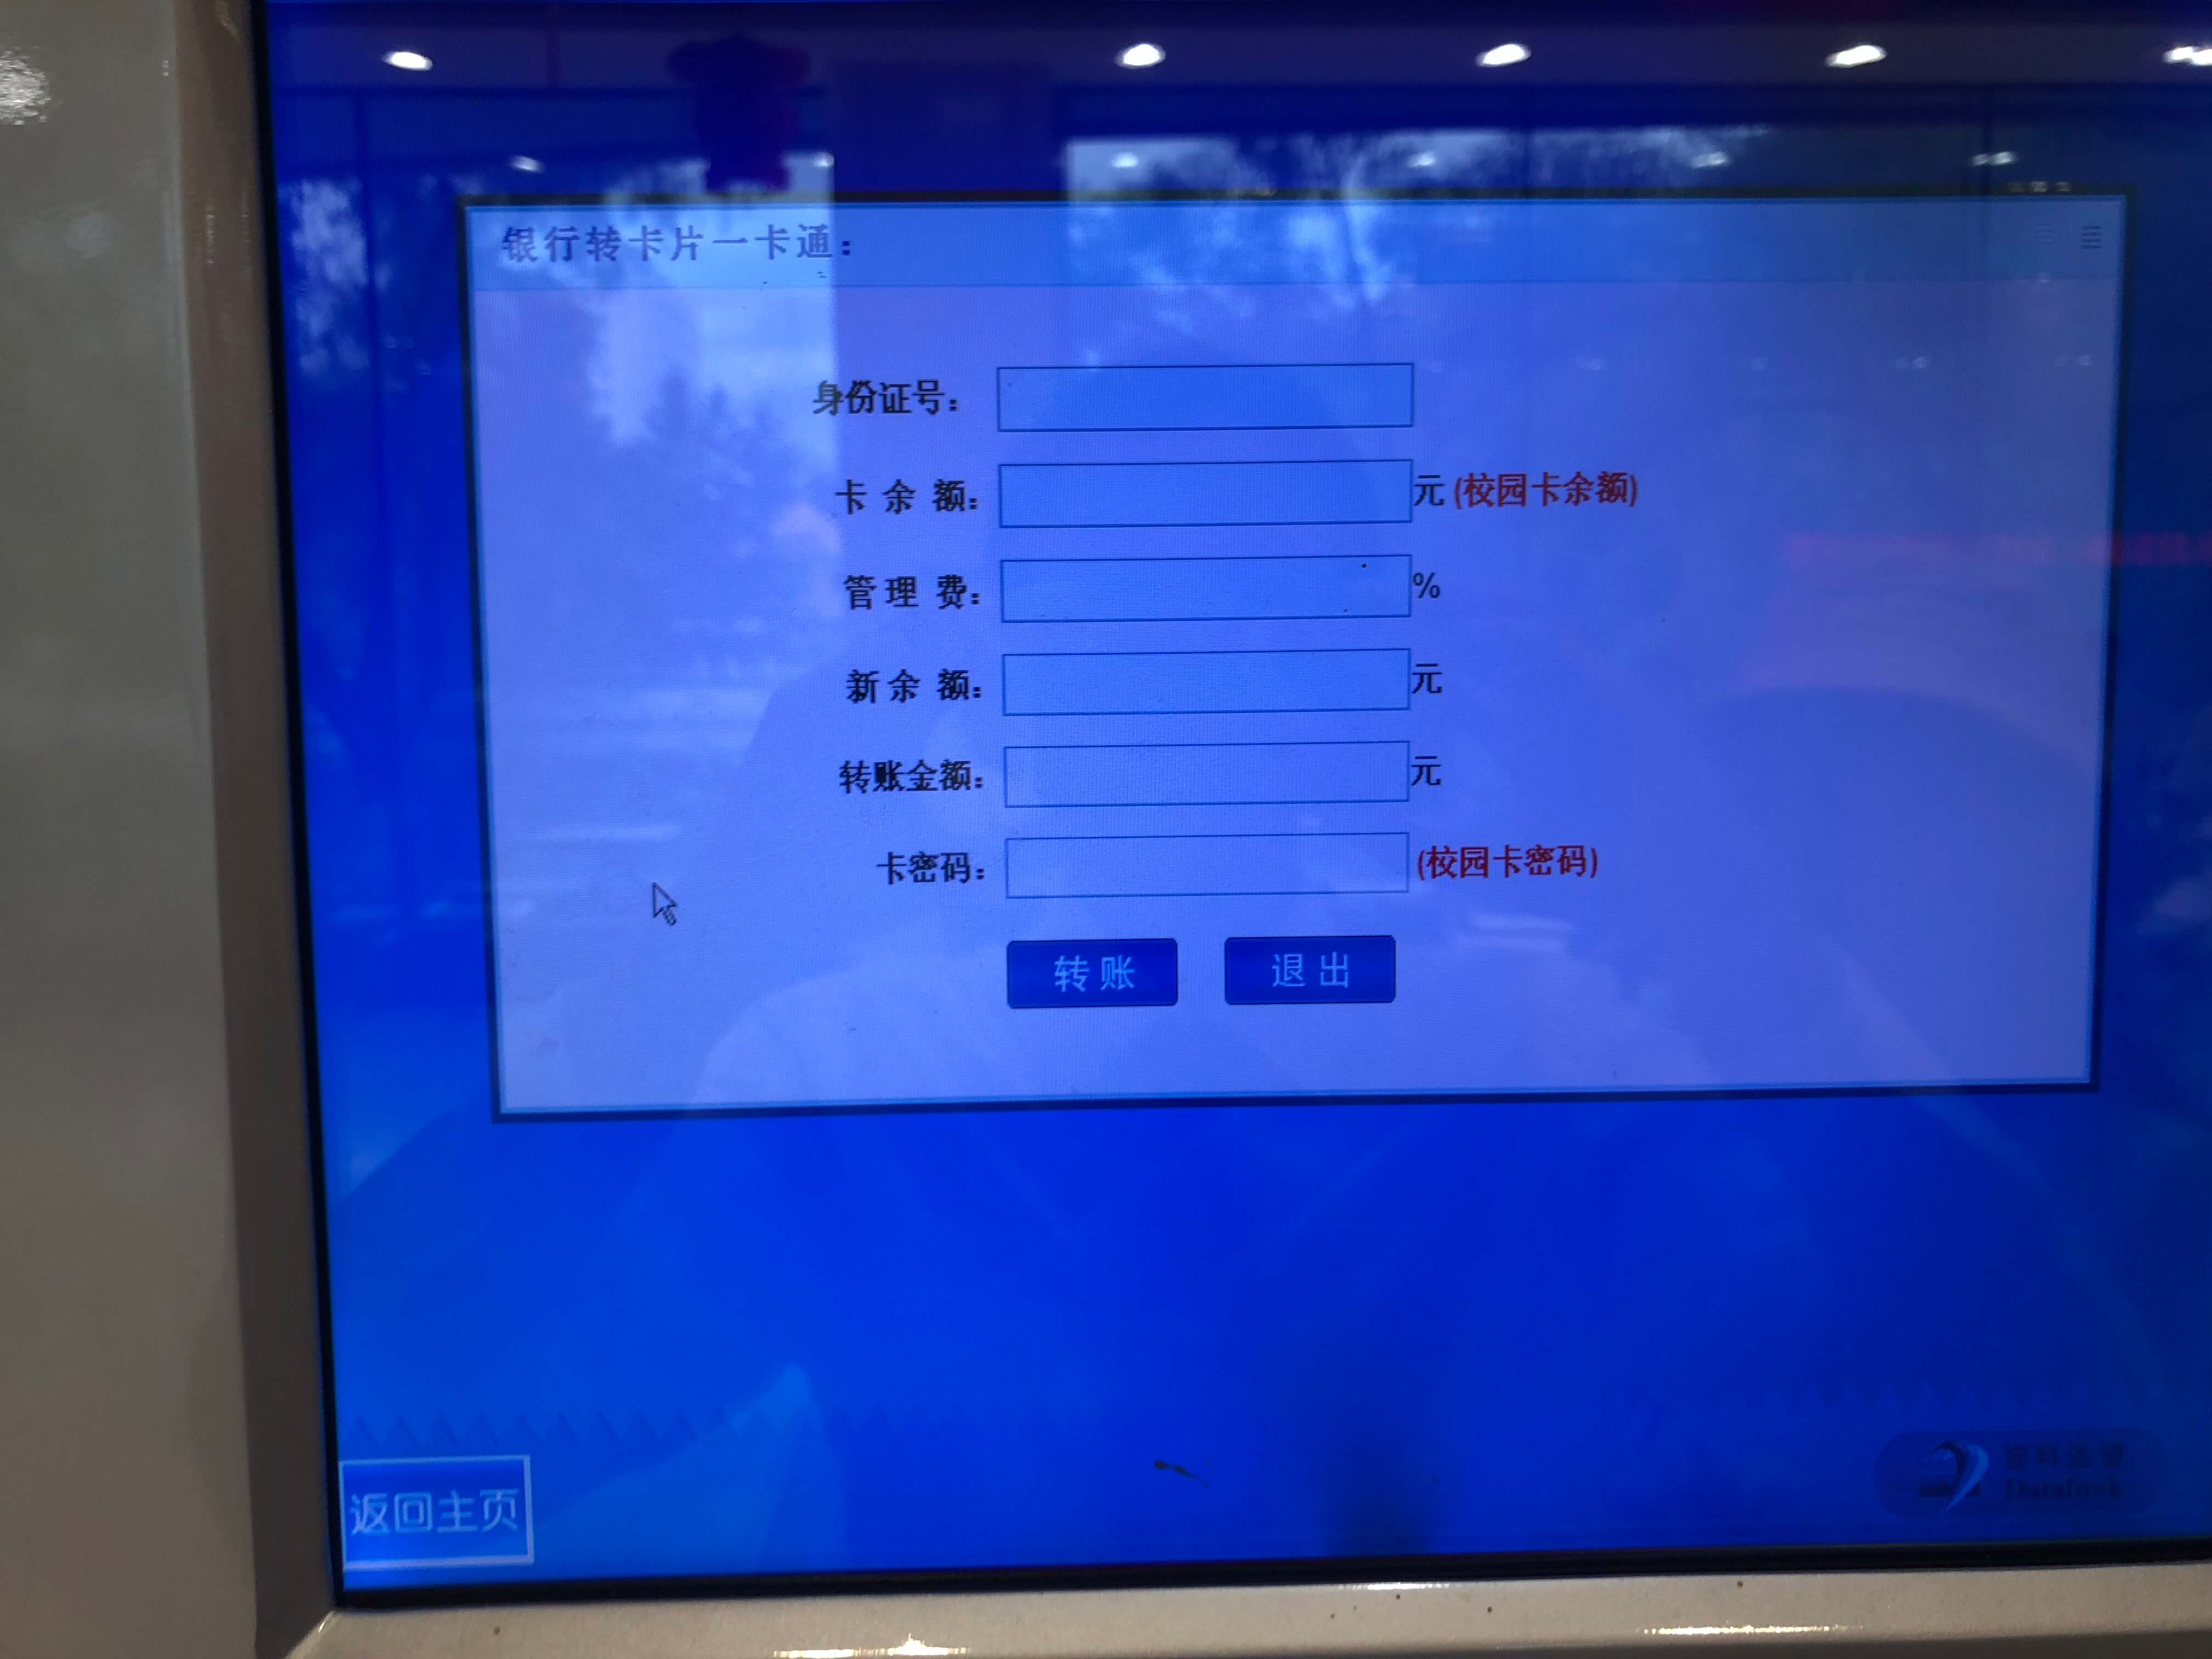 银行转卡片一卡通：
身份证号：
卡 余 额： 元 (校园卡余额)
管 理 费： %
新 余 额： 元
转账金额： 元
卡密码： (校园卡密码)
转 账 退 出
返回主页